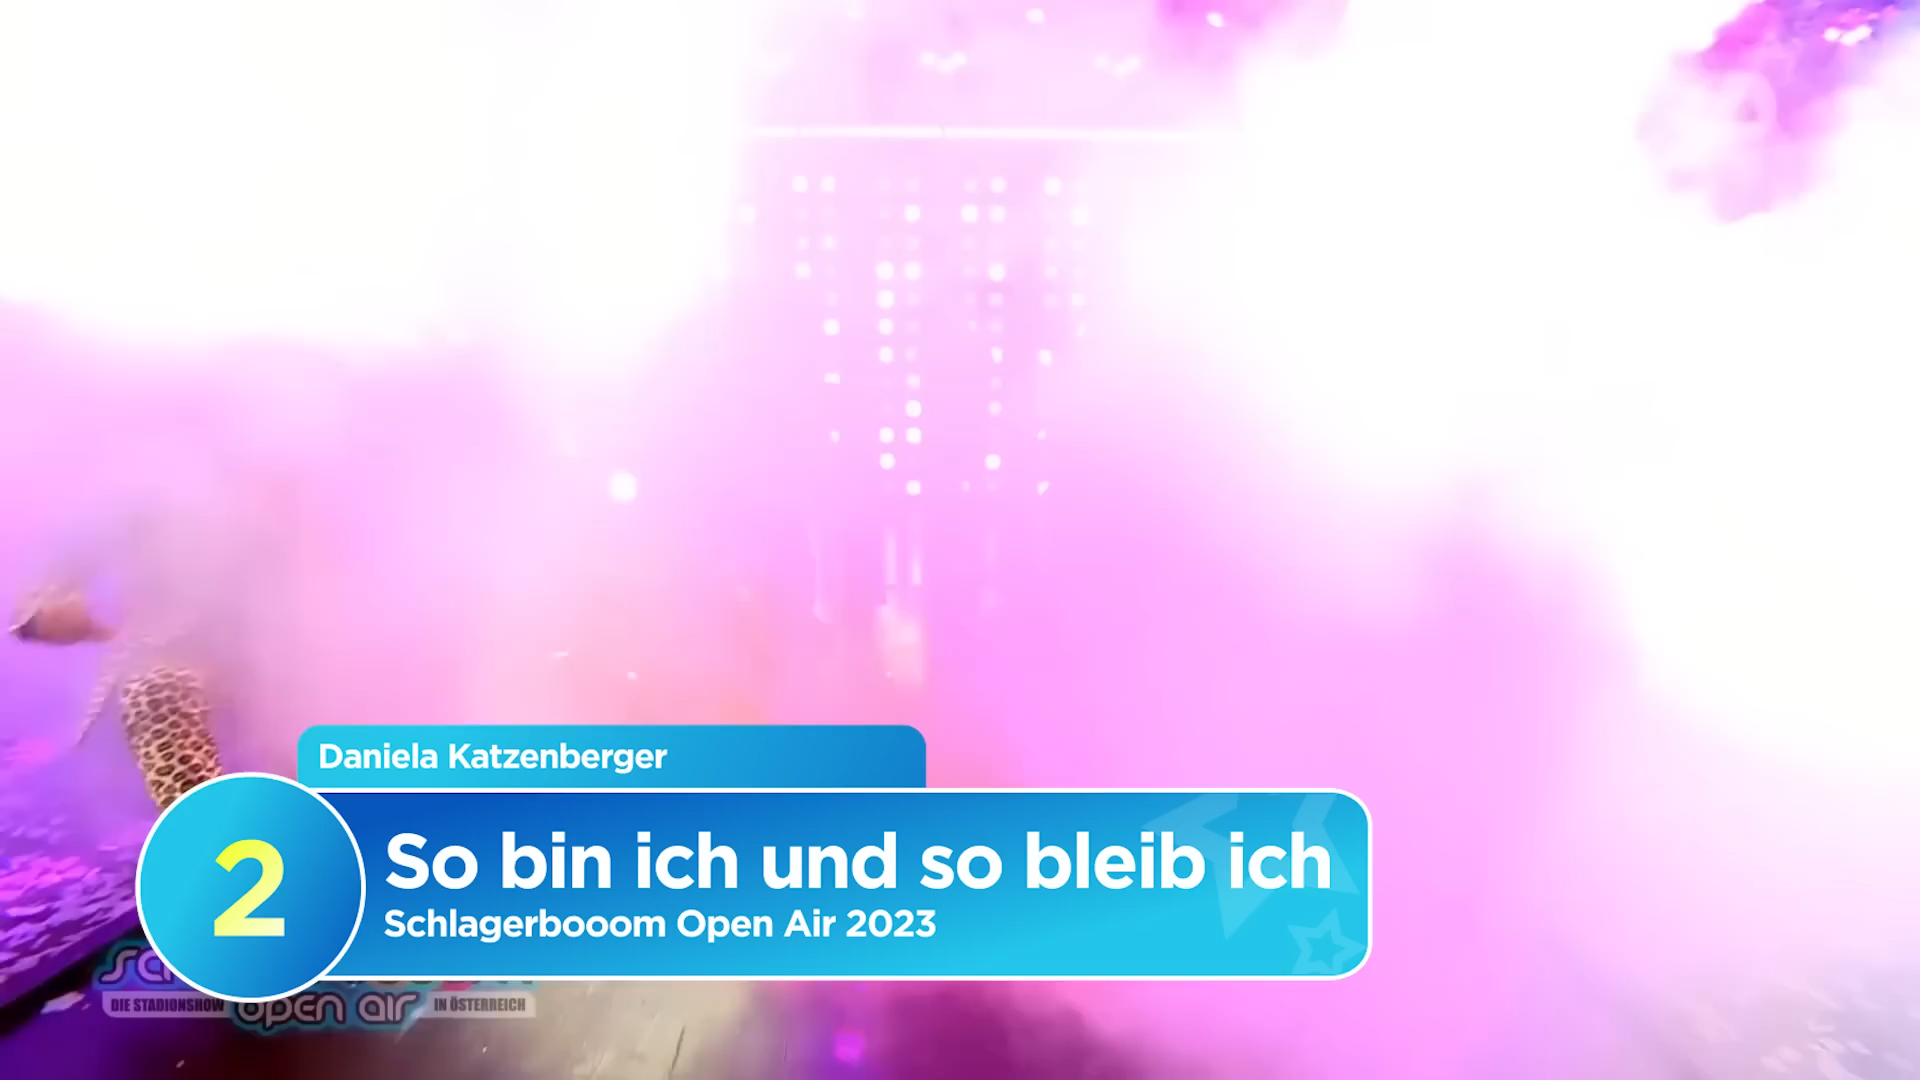 Daniela Katzenberger
2
So bin ich und so bleib ich
Schlagerbooom Open Air 2023
DIE STADIONSHOW open air IN ÖSTERREICH